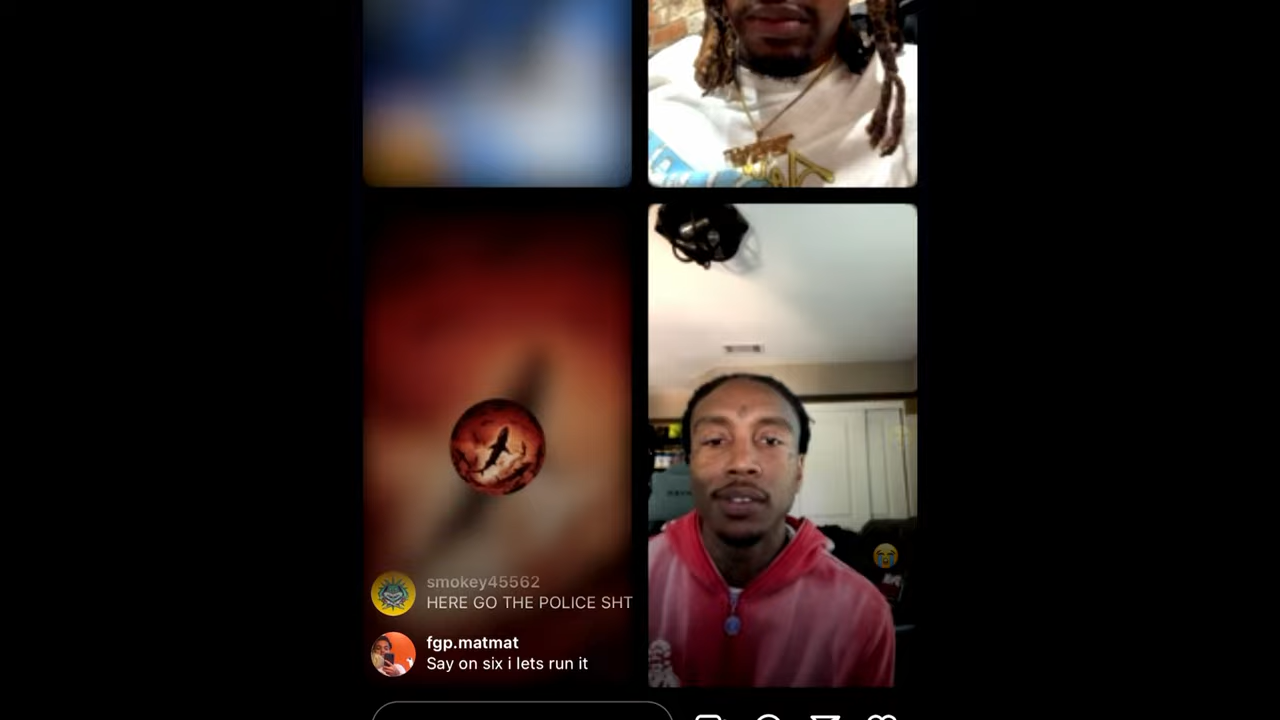 smokey45562
HERE GO THE POLICE SHT
fgp.matmat
Say on six i lets run it